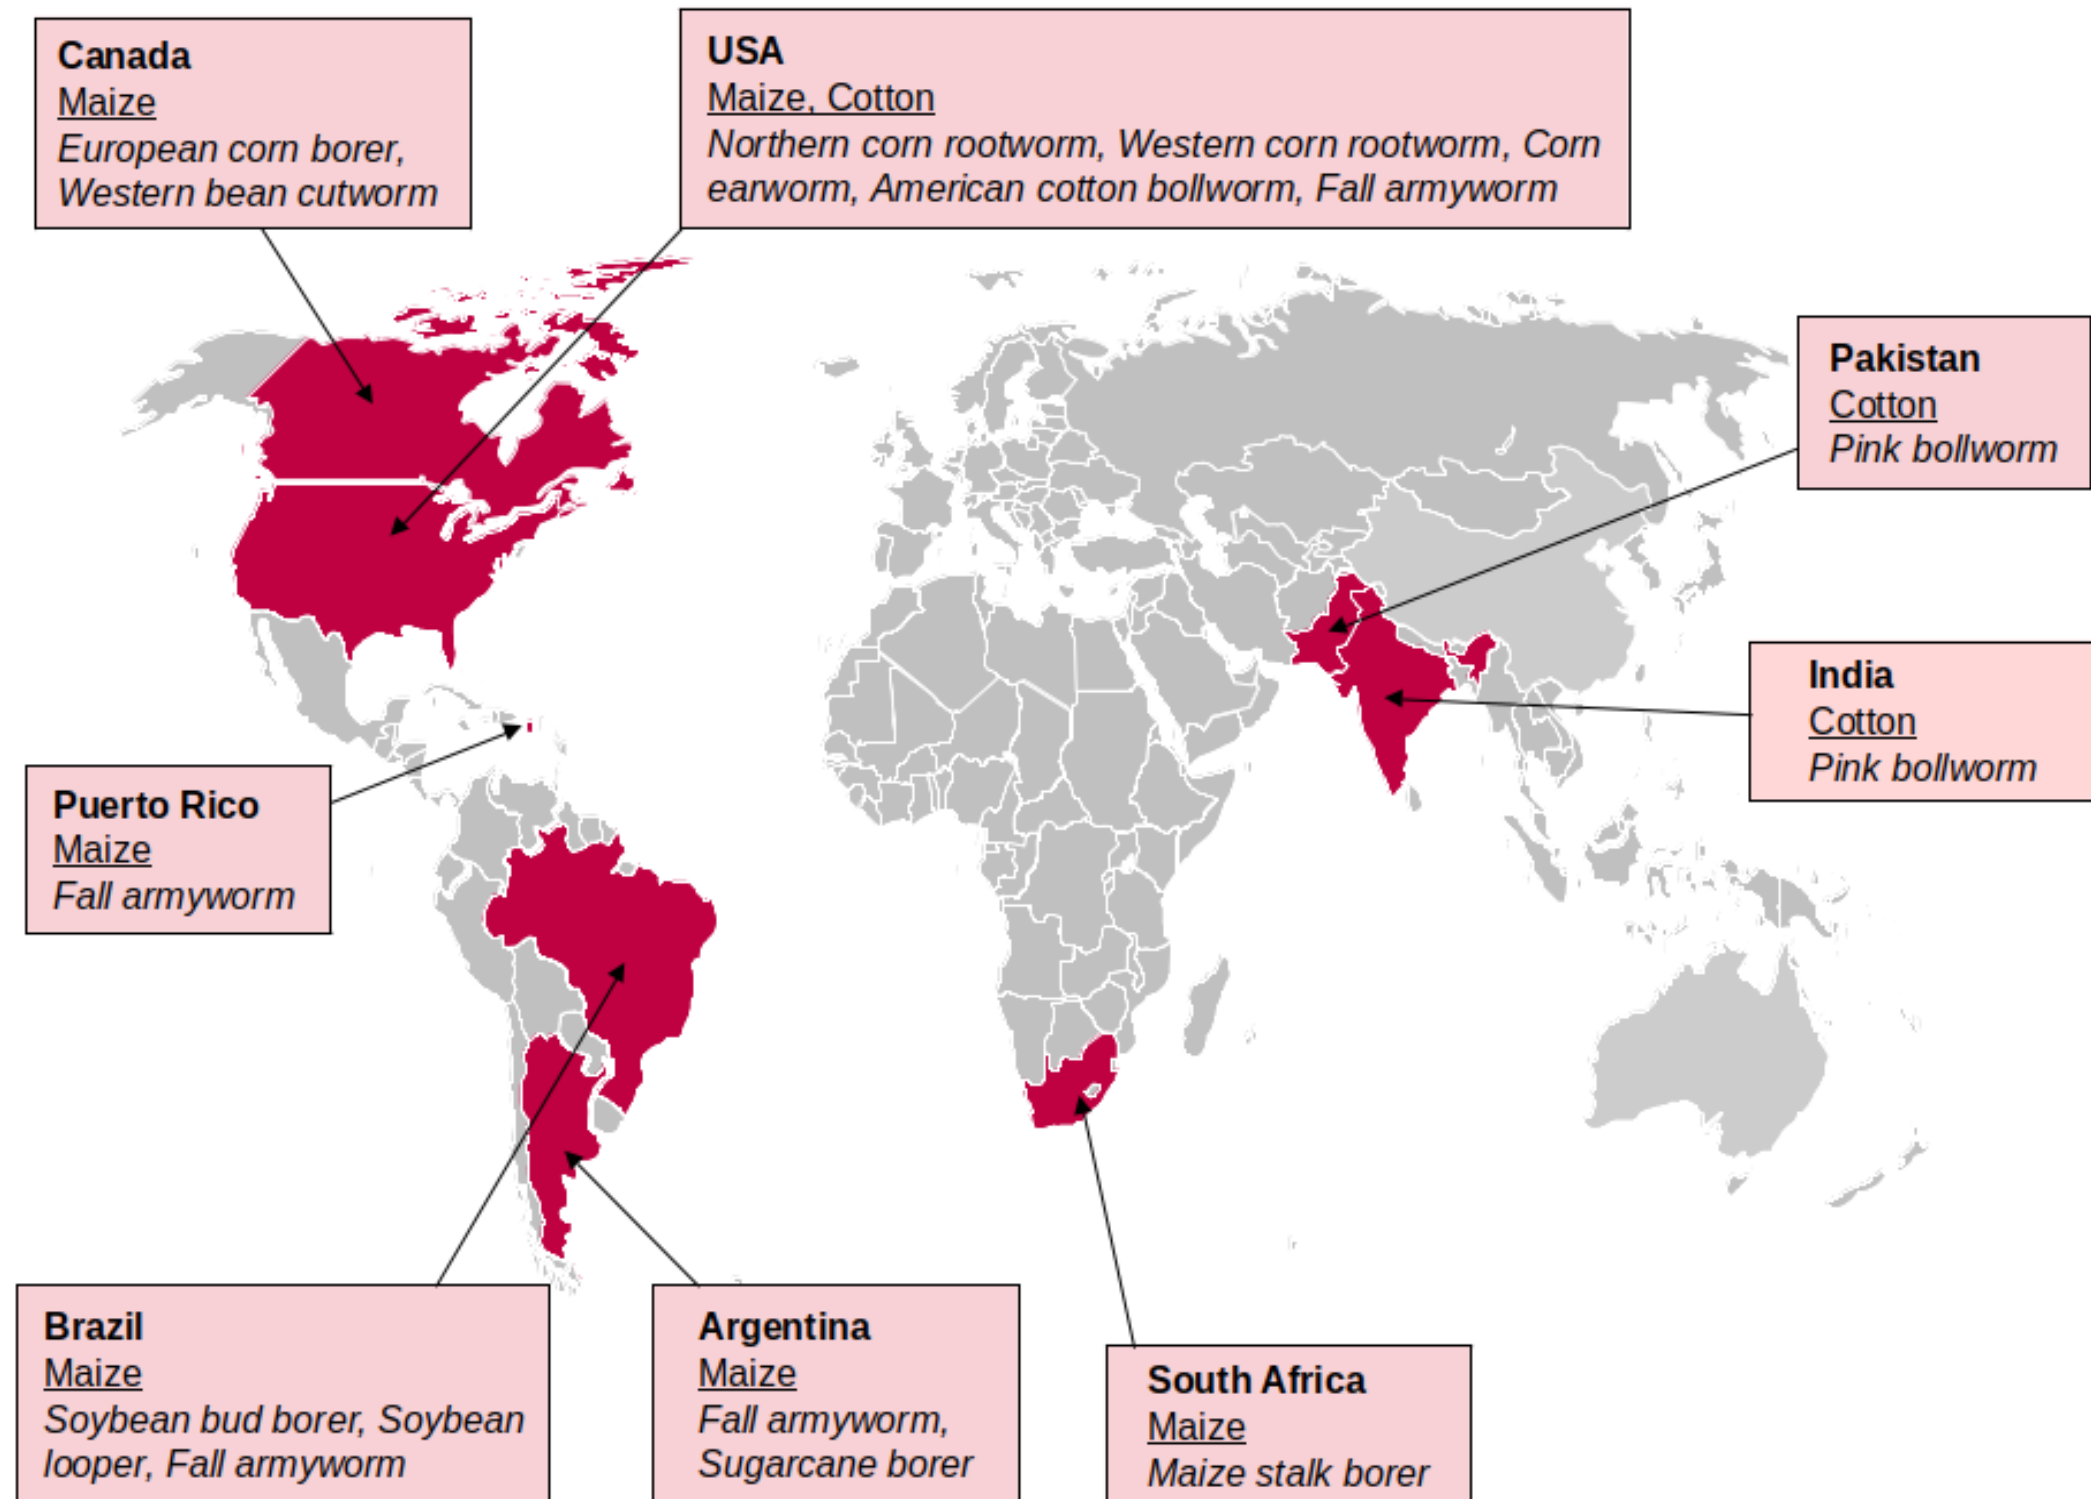 Canada
Maize
European corn borer,
Western bean cutworm
USA
Maize, Cotton
Northern corn rootworm, Western corn rootworm, Corn
earworm, American cotton bollworm, Fall armyworm
Pakistan
Cotton
Pink bollworm
India
Cotton
Pink bollworm
Puerto Rico
Maize
Fall armyworm
Brazil
Maize
Soybean bud borer, Soybean
looper, Fall armyworm
Argentina
Maize
Fall armyworm,
Sugarcane borer
South Africa
Maize
Maize stalk borer